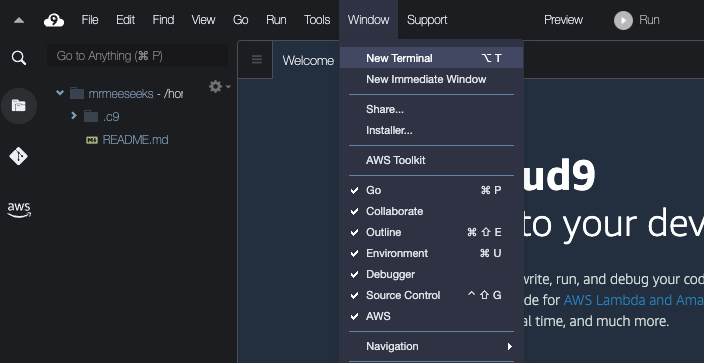 9 File Edit Find View Go Run Tools Window Support Preview Run
Go to Anything (⌘ P)
Welcome
mrmeeseeks - /hor
.c9
README.md
aws
New Terminal ⌥ T
New Immediate Window
Share...
Installer...
AWS Toolkit
Go ⌘ P
Collaborate
Outline ⌘ ⇧ E
Environment ⌘ U
Debugger
Source Control ^ ⇧ G
AWS
Navigation
ud9
to your dev
write, run, and debug your cod
de for AWS Lambda and Ama
al time, and much more.